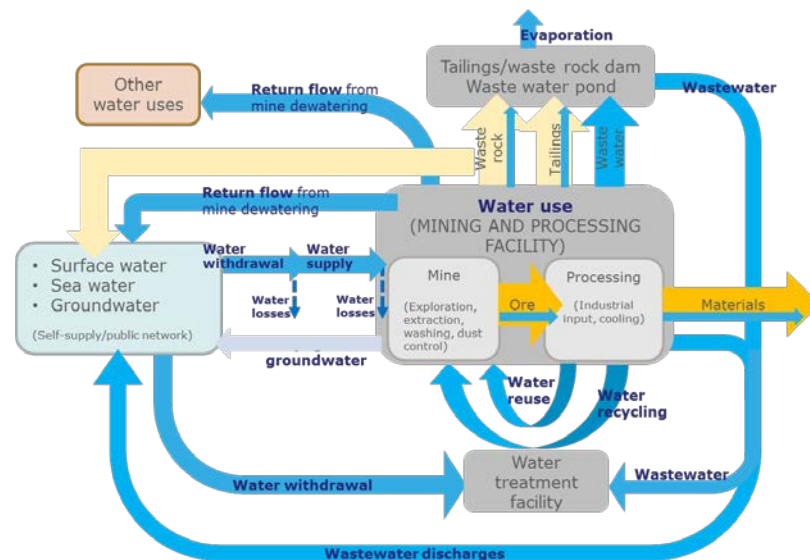 Evaporation
Tailings/waste rock dam
Waste water pond
Wastewater
Other
water uses
Return flow from
mine dewatering
Waste
rock
Tailings
Waste
water
Return flow from
mine dewatering
Water use
(MINING AND PROCESSING
FACILITY)
• Surface water
• Sea water
• Groundwater
(Self-supply/public network)
Water
withdrawal
Water
supply
Water
losses
Water
losses
Mine
(Exploration,
extraction,
washing, dust
control)
Ore
Processing
(Industrial
input, cooling)
Materials
groundwater
Water
reuse
Water
recycling
Water
treatment
facility
Water withdrawal
Wastewater
Wastewater discharges